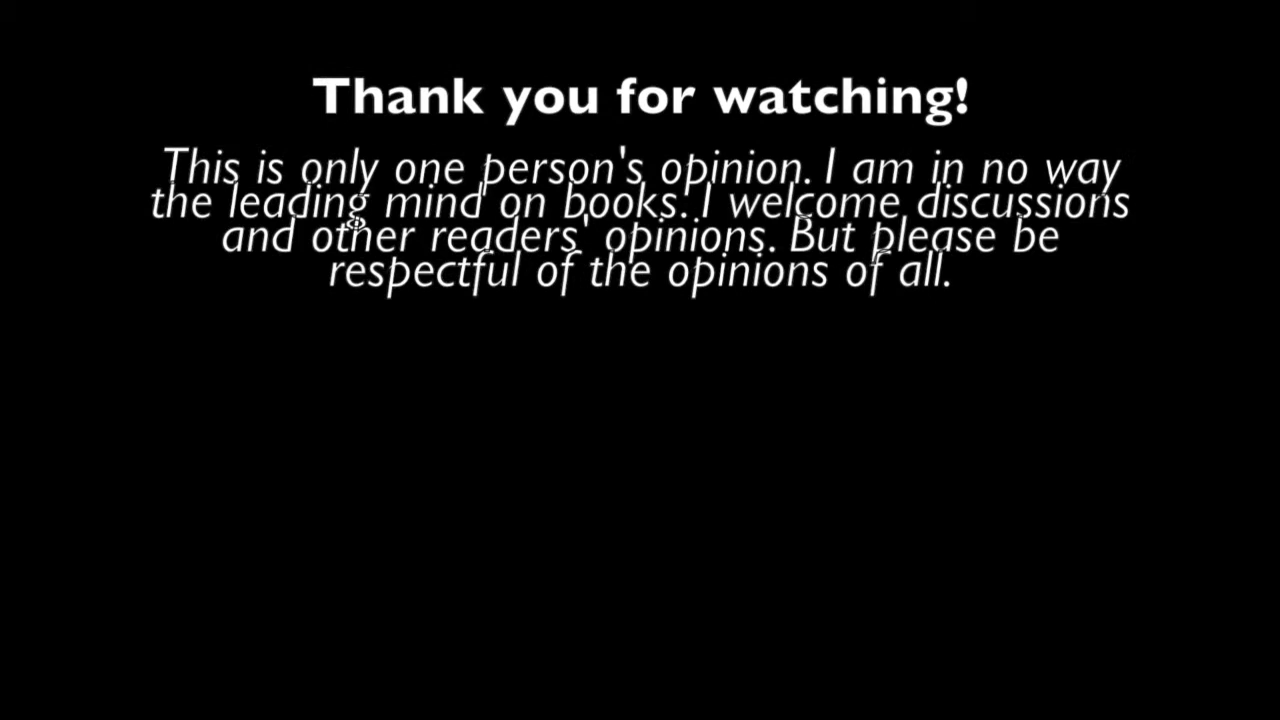 Thank you for watching!
This is only one person's opinion. I am in no way
the leading mind on books. I welcome discussions
and other readers' opinions. But please be
respectful of the opinions of all.